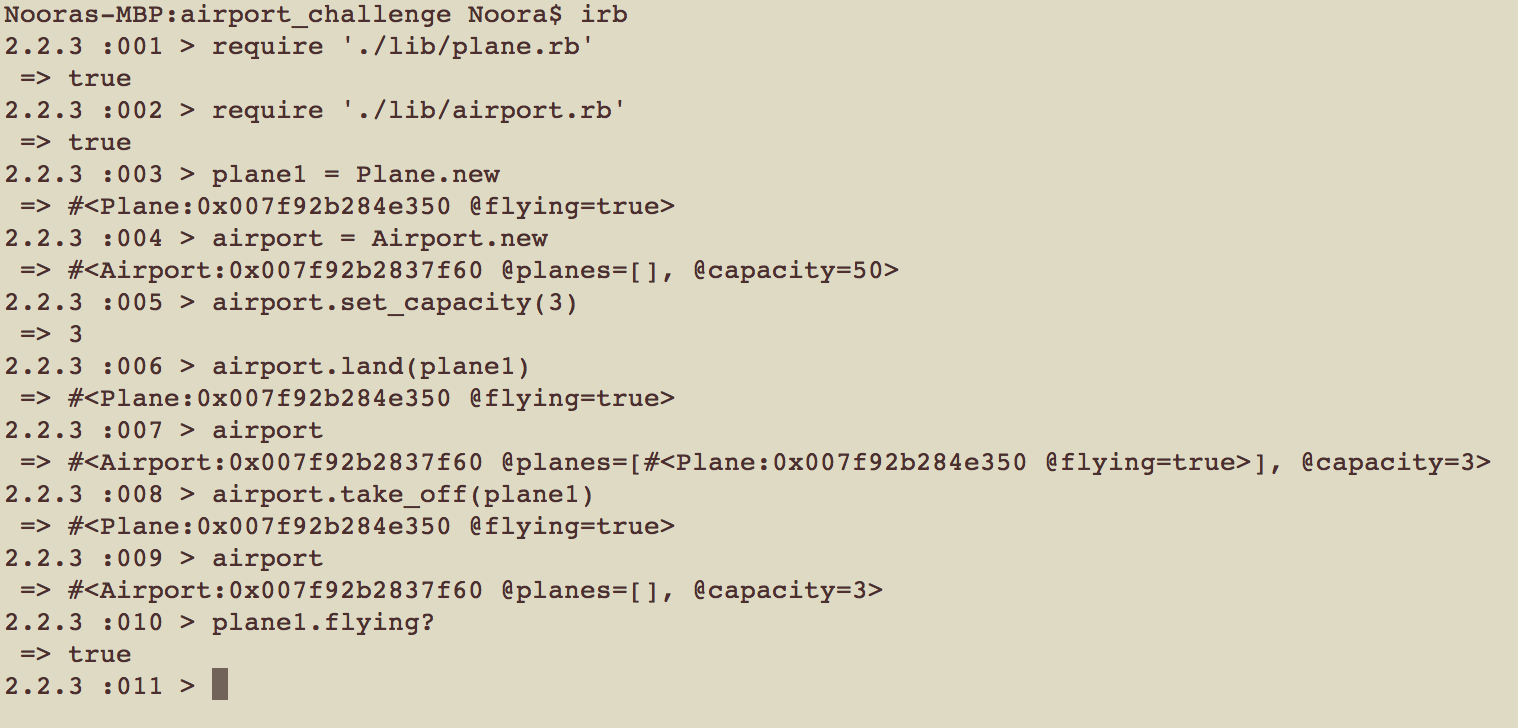 Nooras-MBP:airport_challenge Noora$ irb
2.2.3 :001 > require './lib/plane.rb'
 => true
2.2.3 :002 > require './lib/airport.rb'
 => true
2.2.3 :003 > plane1 = Plane.new
 => #<Plane:0x007f92b284e350 @flying=true>
2.2.3 :004 > airport = Airport.new
 => #<Airport:0x007f92b2837f60 @planes=[], @capacity=50>
2.2.3 :005 > airport.set_capacity(3)
 => 3
2.2.3 :006 > airport.land(plane1)
 => #<Plane:0x007f92b284e350 @flying=true>
2.2.3 :007 > airport
 => #<Airport:0x007f92b2837f60 @planes=[#<Plane:0x007f92b284e350 @flying=true>], @capacity=3>
2.2.3 :008 > airport.take_off(plane1)
 => #<Plane:0x007f92b284e350 @flying=true>
2.2.3 :009 > airport
 => #<Airport:0x007f92b2837f60 @planes=[], @capacity=3>
2.2.3 :010 > plane1.flying?
 => true
2.2.3 :011 >